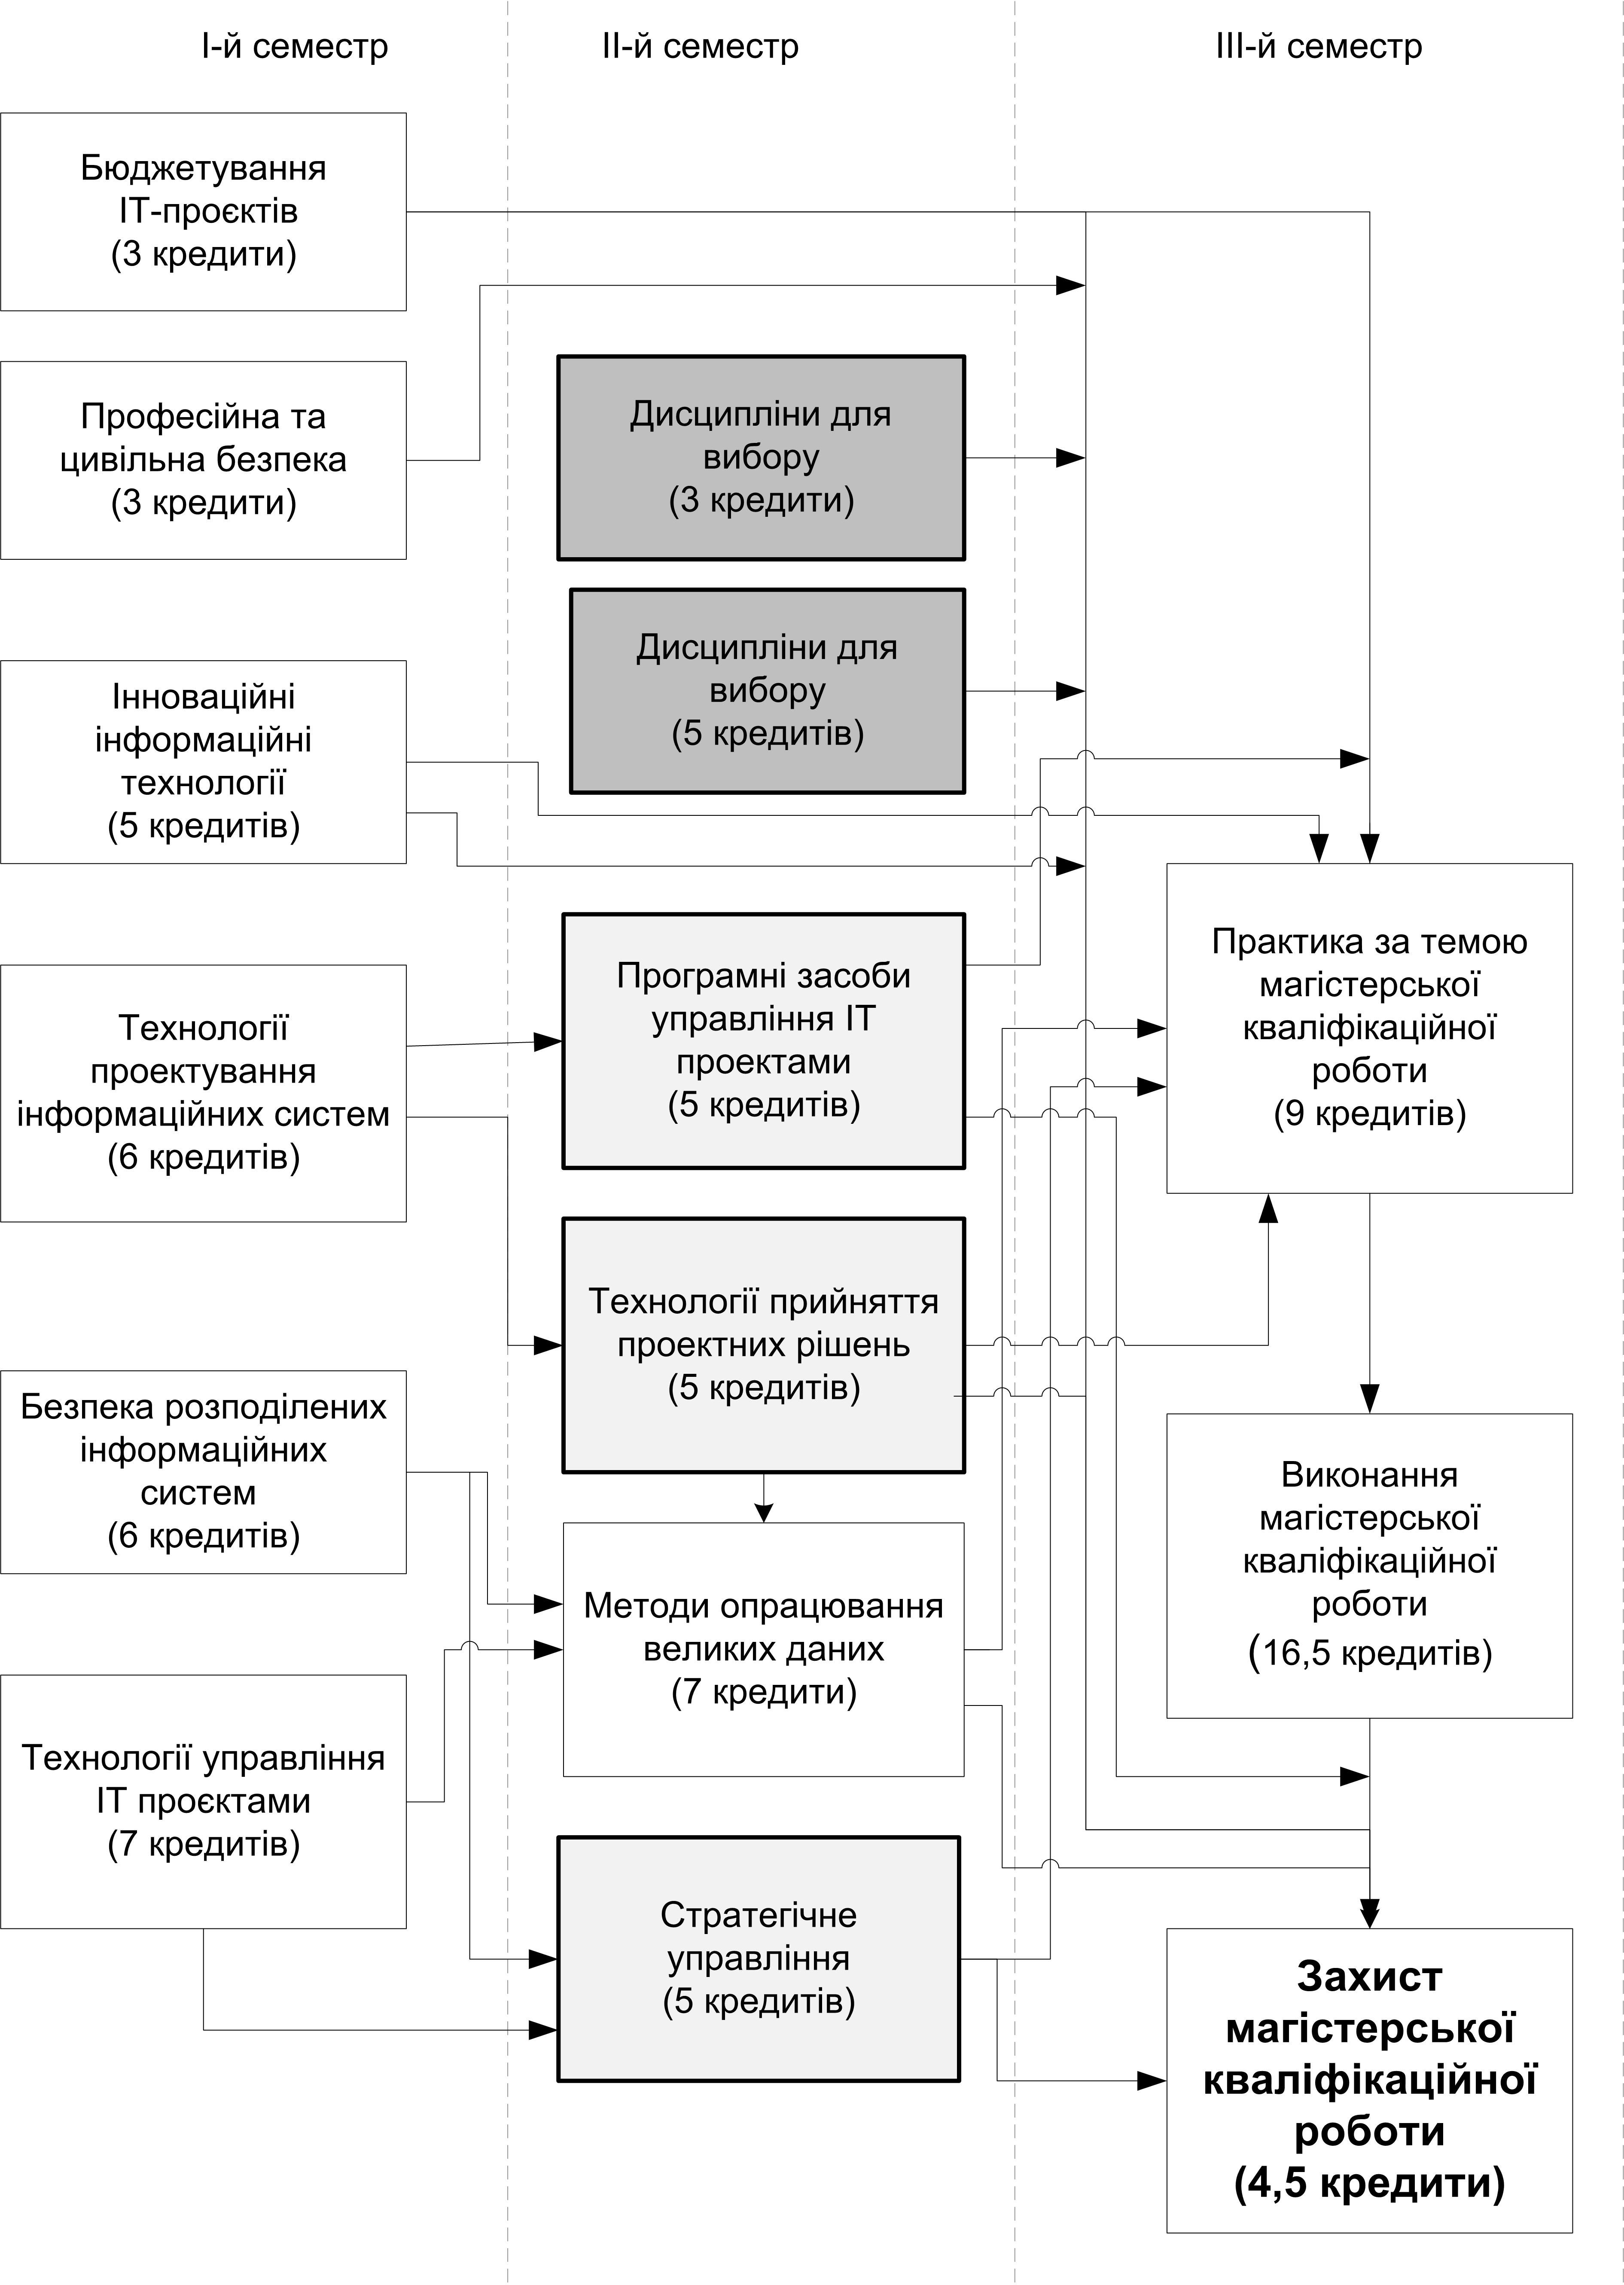 І-й семестр
ІІ-й семестр
ІІІ-й семестр
Бюджетування
ІТ-проєктів
(3 кредити)
Професійна та
цивільна безпека
(3 кредити)
Інноваційні
інформаційні
технології
(5 кредитів)
Технології
проектування
інформаційних систем
(6 кредитів)
Безпека розподілених
інформаційних
систем
(6 кредитів)
Технології управління
ІТ проєктами
(7 кредитів)
Дисципліни для
вибору
(3 кредити)
Дисципліни для
вибору
(5 кредитів)
Програмні засоби
управління ІТ
проектами
(5 кредитів)
Технології прийняття
проектних рішень
(5 кредитів)
Методи опрацювання
великих даних
(7 кредити)
Стратегічне
управління
(5 кредитів)
Практика за темою
магістерської
кваліфікаційної
роботи
(9 кредитів)
Виконання
магістерської
кваліфікаційної
роботи
(16,5 кредитів)
Захист
магістерської
кваліфікаційної
роботи
(4,5 кредити)